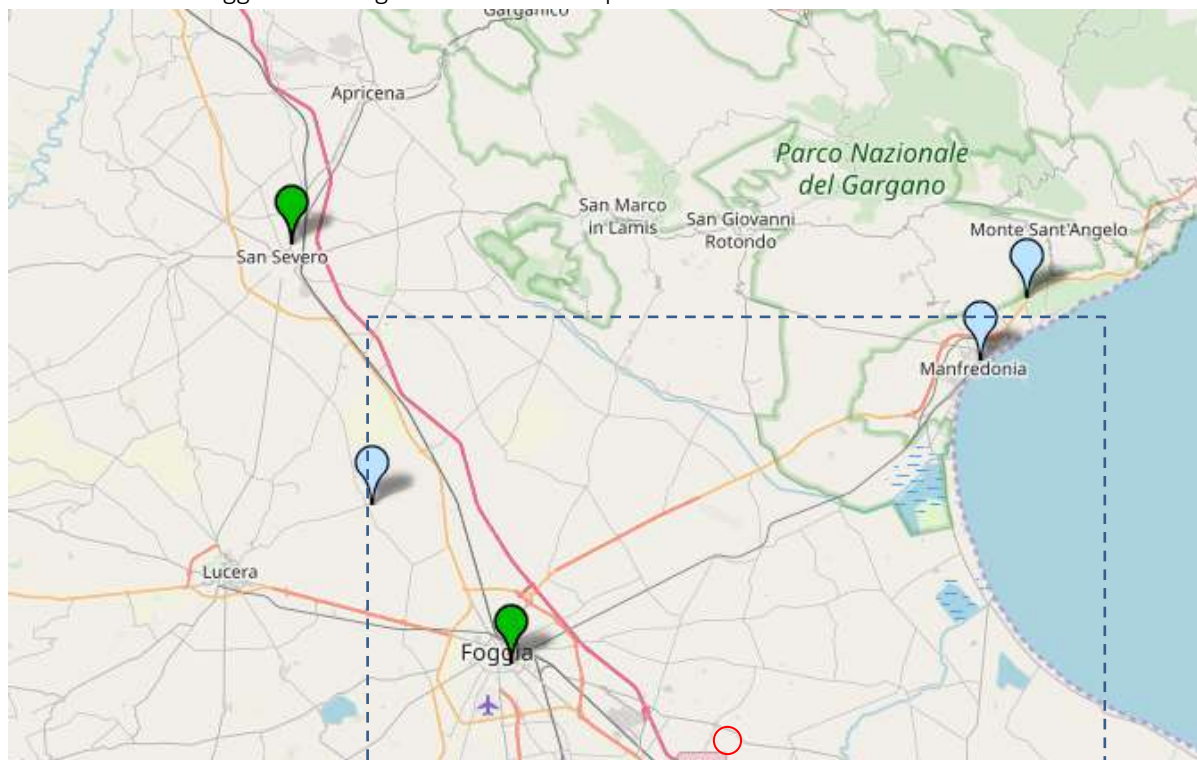 Garganico
Apricena
Parco Nazionale
del Gargano
San Marco
in Lamis
San Giovanni
Rotondo
Monte Sant'Angelo
San Severo
Manfredonia
Lucera
Foggia